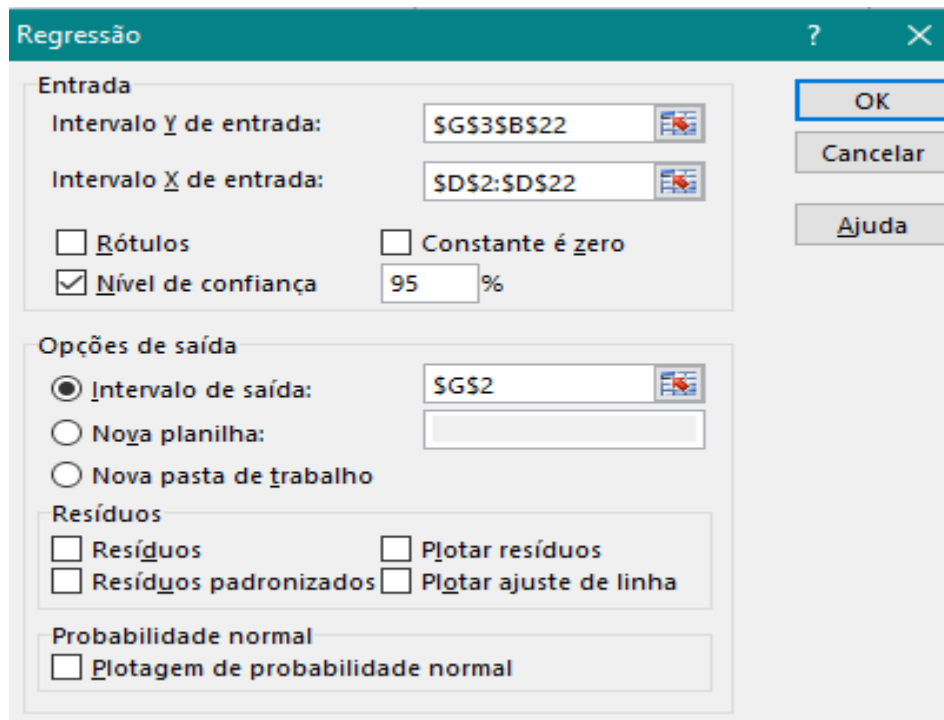 Regressão ? ×
Entrada
OK
Intervalo Y de entrada: $G$3$B$22
Cancelar
Intervalo X de entrada: $D$2:$D$22
Ajuda
Rótulos Constante é zero
Nível de confiança 95 %
Opções de saída
Intervalo de saída: $G$2
Nova planilha:
Nova pasta de trabalho
Resíduos
Resíduos Plotar resíduos
Resíduos padronizados Plotar ajuste de linha
Probabilidade normal
Plotagem de probabilidade normal